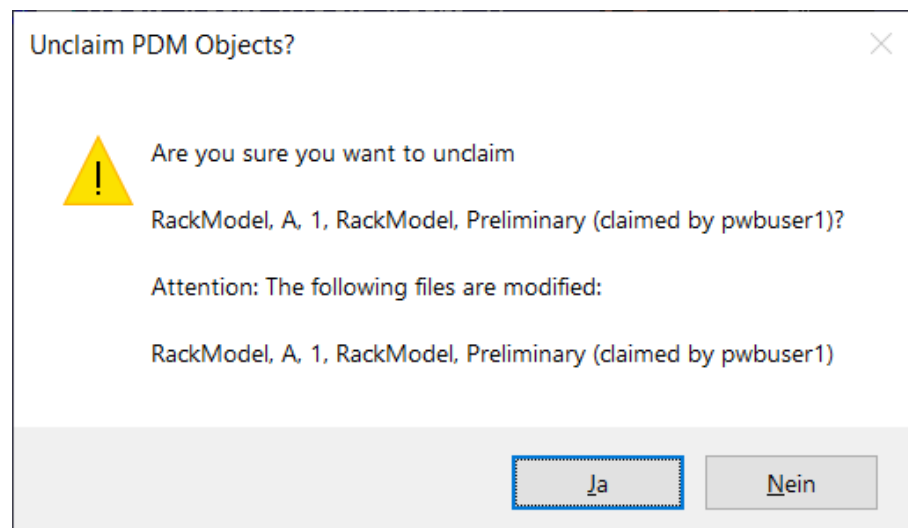 Unclaim PDM Objects?
Are you sure you want to unclaim
RackModel, A, 1, RackModel, Preliminary (claimed by pwbuser1)?
Attention: The following files are modified:
RackModel, A, 1, RackModel, Preliminary (claimed by pwbuser1)
Ja
Nein